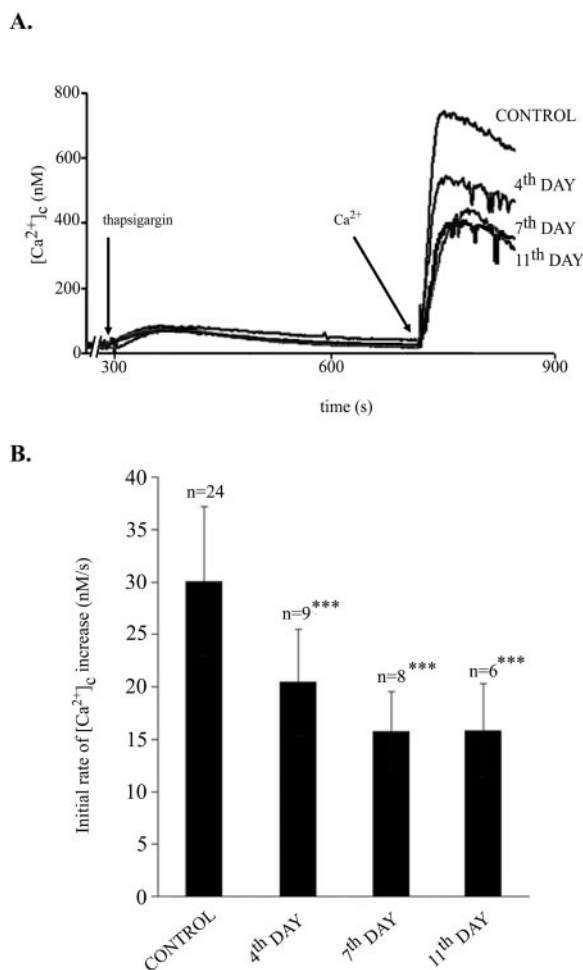 A.
800
600
400
200
0
[Ca²⁺]c (nM)
thapsigargin
Ca²⁺
CONTROL
4th DAY
7th DAY
11th DAY
300
600
900
time (s)
B.
40
35
30
25
20
15
10
5
0
Initial rate of [Ca²⁺]c increase (nM/s)
n=24
n=9***
n=8***
n=6***
CONTROL
4th DAY
7th DAY
11th DAY